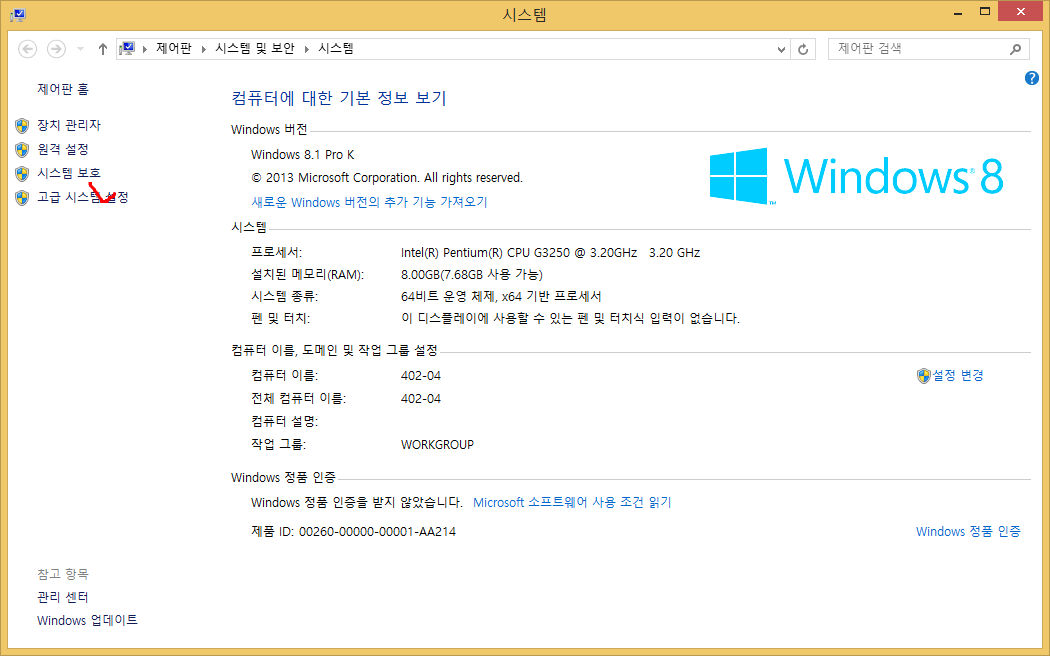 시스템
제어판 시스템 및 보안 시스템
제어판 검색
제어판 홈
장치 관리자
원격 설정
시스템 보호
고급 시스템 설정
컴퓨터에 대한 기본 정보 보기
Windows 버전
Windows 8.1 Pro K
© 2013 Microsoft Corporation. All rights reserved.
새로운 Windows 버전의 추가 기능 가져오기
Windows® 8
시스템
프로세서: Intel(R) Pentium(R) CPU G3250 @ 3.20GHz 3.20 GHz
설치된 메모리(RAM): 8.00GB(7.68GB 사용 가능)
시스템 종류: 64비트 운영 체제, x64 기반 프로세서
펜 및 터치: 이 디스플레이에 사용할 수 있는 펜 및 터치식 입력이 없습니다.
컴퓨터 이름, 도메인 및 작업 그룹 설정
컴퓨터 이름: 402-04 설정 변경
전체 컴퓨터 이름: 402-04
컴퓨터 설명:
작업 그룹: WORKGROUP
Windows 정품 인증
Windows 정품 인증을 받지 않았습니다. Microsoft 소프트웨어 사용 조건 읽기
제품 ID: 00260-00000-00001-AA214 Windows 정품 인증
참고 항목
관리 센터
Windows 업데이트